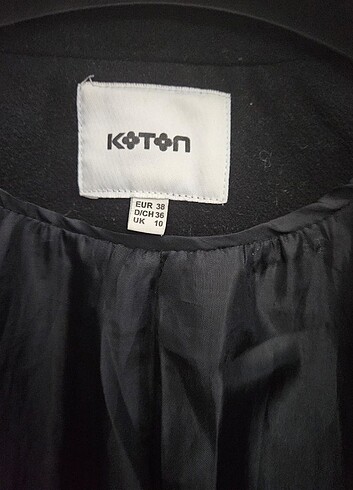 KOTON
EUR 38
D/CH 36
UK 10